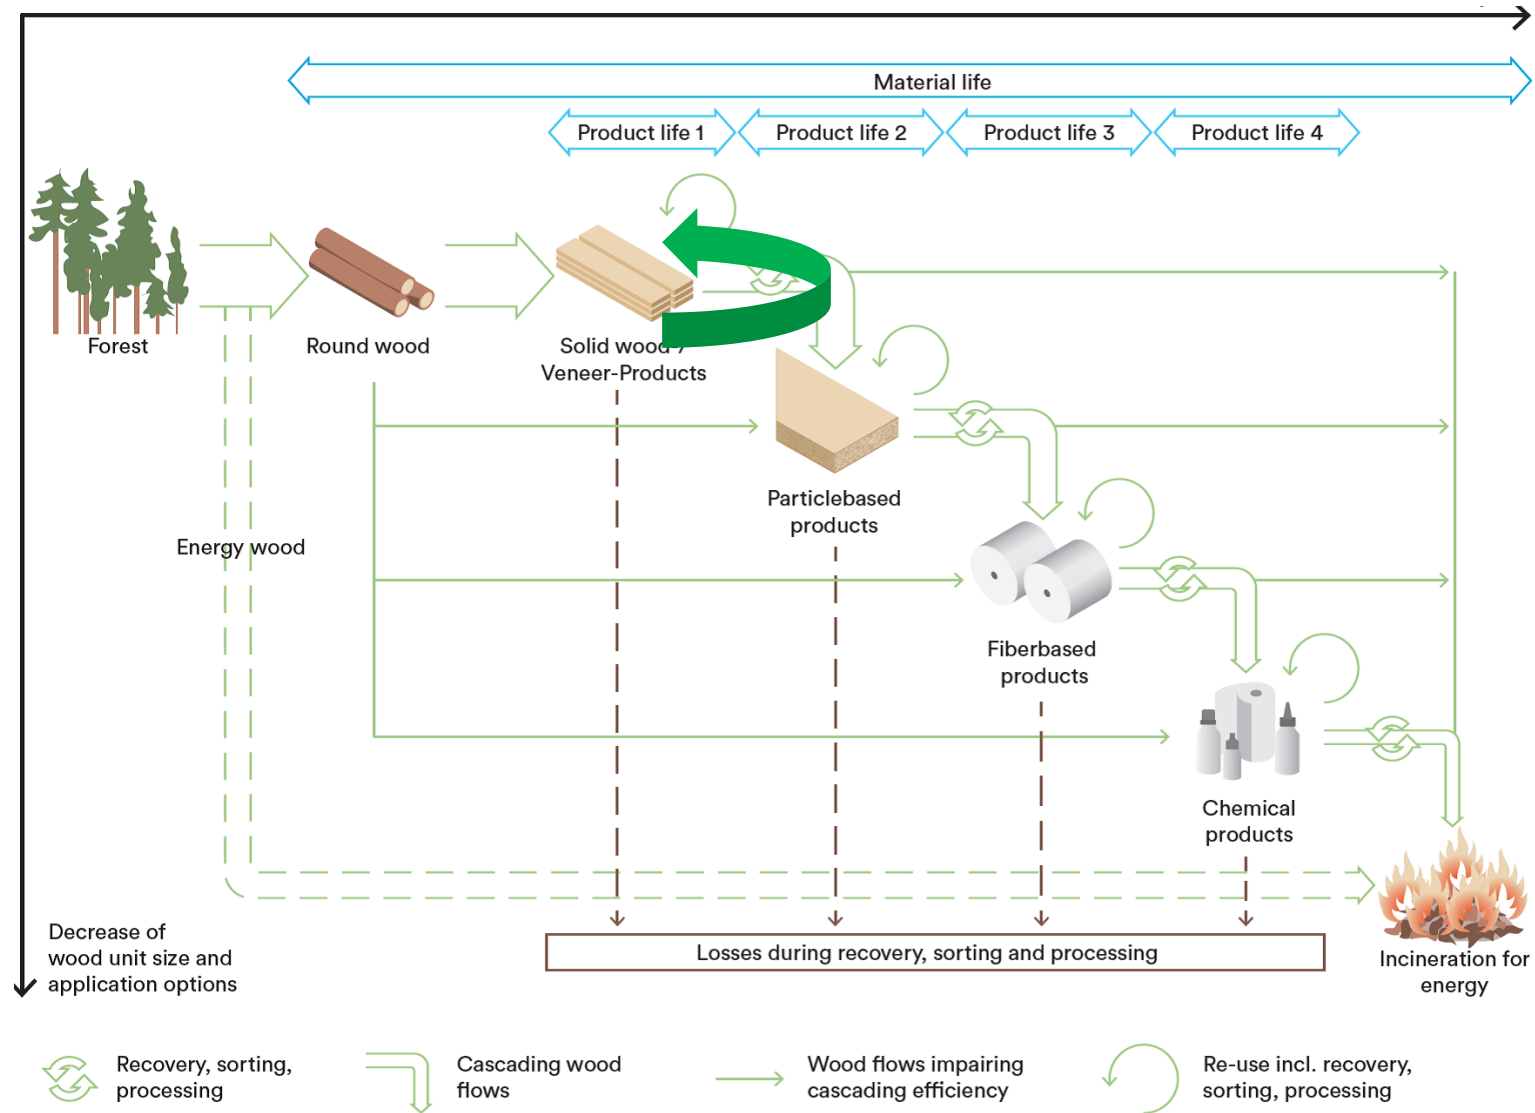 Material life
Product life 1
Product life 2
Product life 3
Product life 4
Forest
Round wood
Solid wood /
Veneer-Products
Particlebased
products
Energy wood
Fiberbased
products
Chemical
products
Decrease of
wood unit size and
application options
Losses during recovery, sorting and processing
Incineration for
energy
Recovery, sorting,
processing
Cascading wood
flows
Wood flows impairing
cascading efficiency
Re-use incl. recovery,
sorting, processing